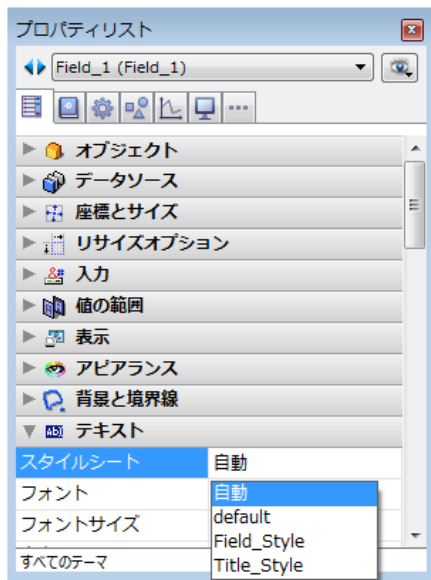 プロパティリスト
Field_1 (Field_1)
オブジェクト
データソース
座標とサイズ
リサイズオプション
入力
値の範囲
表示
アピアランス
背景と境界線
テキスト
スタイルシート 自動
フォント 自動
フォントサイズ default
Field_Style
すべてのテーマ Title_Style